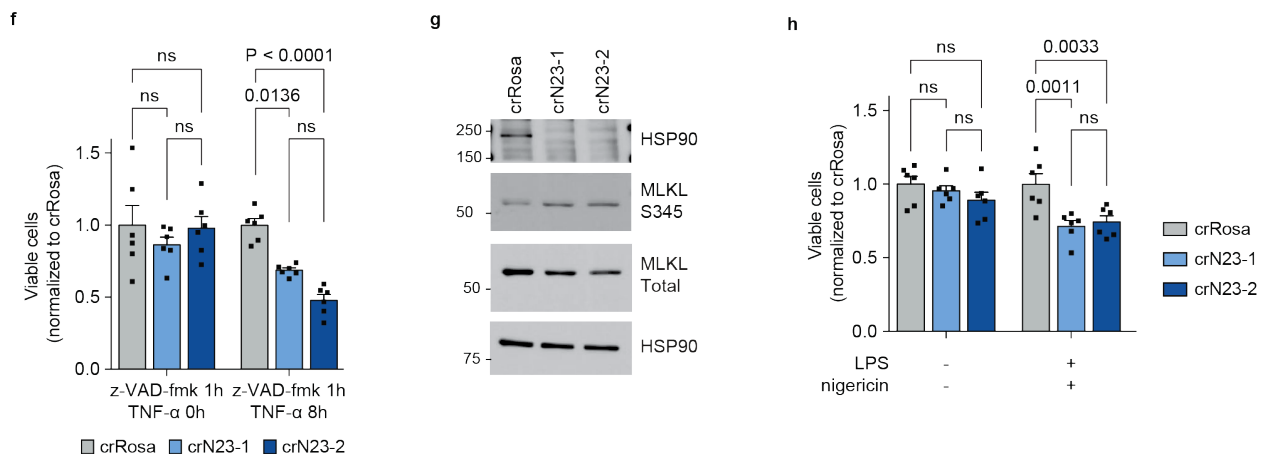 f
ns
P < 0.0001
ns
0.0136
ns
ns
1.5
1.0
0.5
0.0
Viable cells
(normalized to crRosa)
z-VAD-fmk 1h
TNF-α 0h
z-VAD-fmk 1h
TNF-α 8h
crRosa
crN23-1
crN23-2
g
crRosa
crN23-1
crN23-2
250
150
HSP90
50
MLKL
S345
50
MLKL
Total
75
HSP90
h
ns
0.0033
ns
0.0011
ns
ns
1.5
1.0
0.5
0.0
Viable cells
(normalized to crRosa)
LPS - +
nigericin - +
crRosa
crN23-1
crN23-2